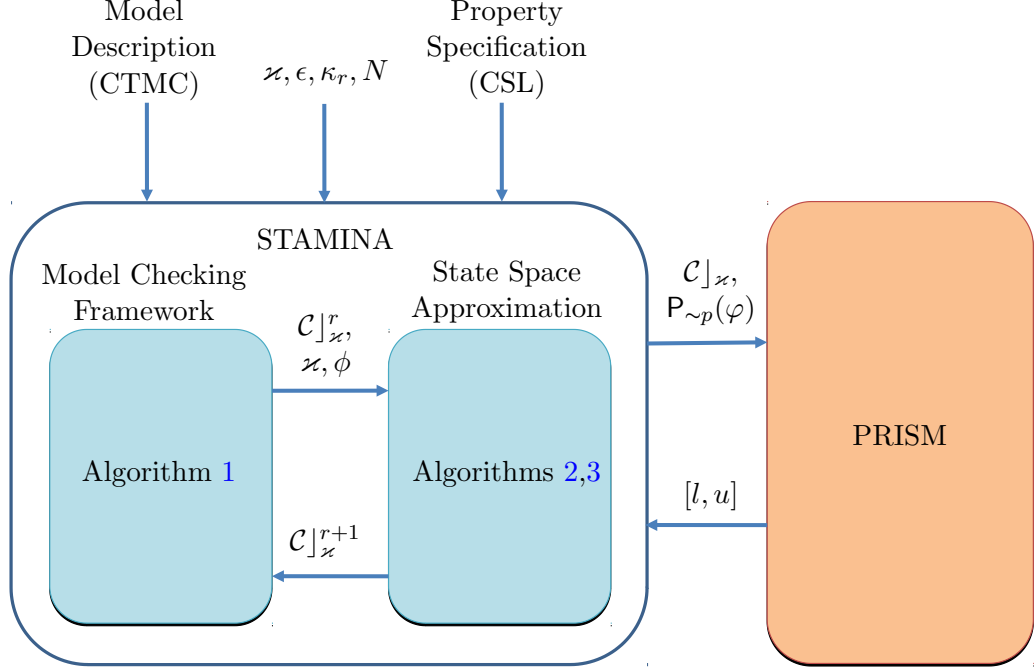 Model
Description
(CTMC)
ϰ, ϵ, κ_r, N
Property
Specification
(CSL)
STAMINA
Model Checking
Framework
State Space
Approximation
𝒞⌋_ϰ^r,
ϰ, ϕ
Algorithm 1
Algorithms 2,3
𝒞⌋_ϰ^{r+1}
𝒞⌋_ϰ,
P_{∼p}(φ)
[l, u]
PRISM